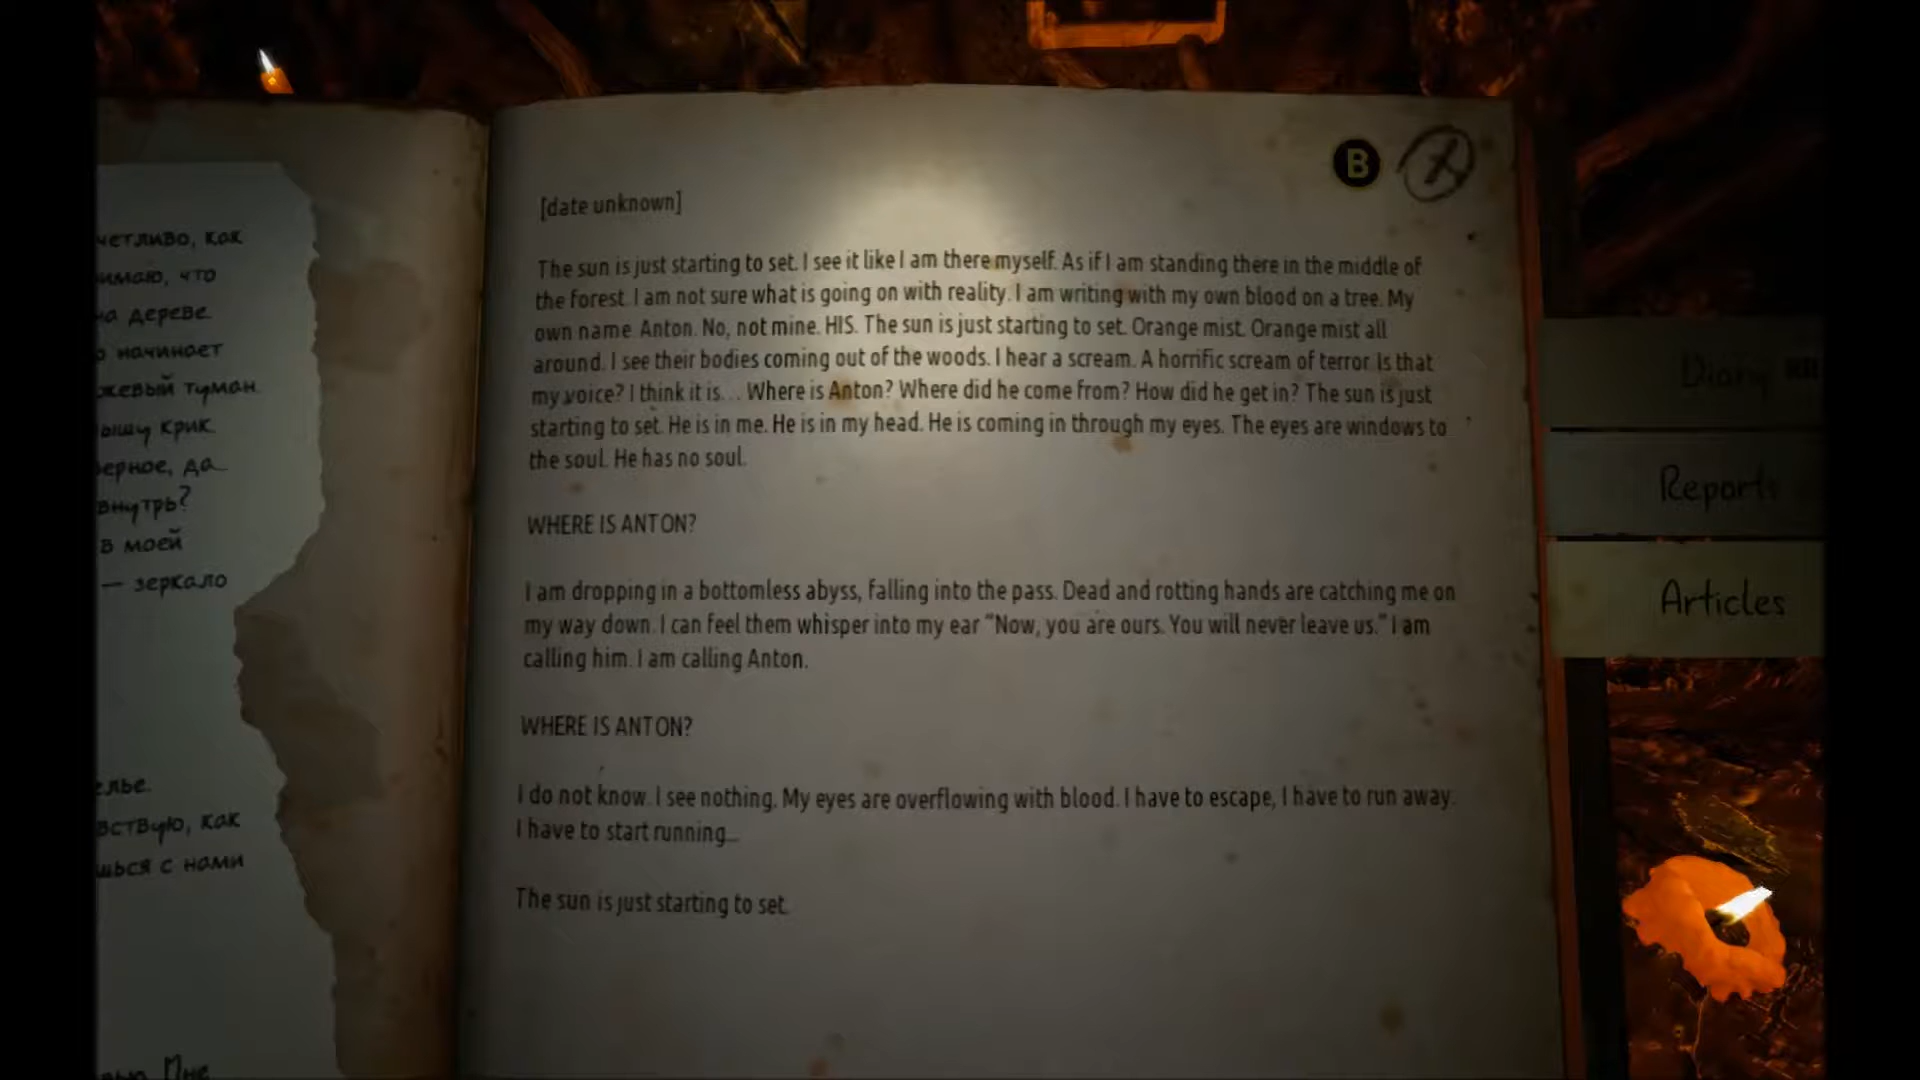 четливо, как
имаю, что
а дереве.
о начинает
жевый туман.
ышу крик.
ерное, да...
внутрь?
в моей
— зеркало
елье.
вствую, как
шься с нами
Мне
B X
[date unknown]
The sun is just starting to set. I see it like I am there myself. As if I am standing there in the middle of
the forest. I am not sure what is going on with reality. I am writing with my own blood on a tree. My
own name. Anton. No, not mine. HIS. The sun is just starting to set. Orange mist. Orange mist all
around. I see their bodies coming out of the woods. I hear a scream. A horrific scream of terror. Is that
my voice? I think it is... Where is Anton? Where did he come from? How did he get in? The sun is just
starting to set. He is in me. He is in my head. He is coming in through my eyes. The eyes are windows to
the soul. He has no soul.
WHERE IS ANTON?
I am dropping in a bottomless abyss, falling into the pass. Dead and rotting hands are catching me on
my way down. I can feel them whisper into my ear "Now, you are ours. You will never leave us." I am
calling him. I am calling Anton.
WHERE IS ANTON?
I do not know. I see nothing. My eyes are overflowing with blood. I have to escape, I have to run away.
I have to start running...
The sun is just starting to set.
Diary
Reports
Articles